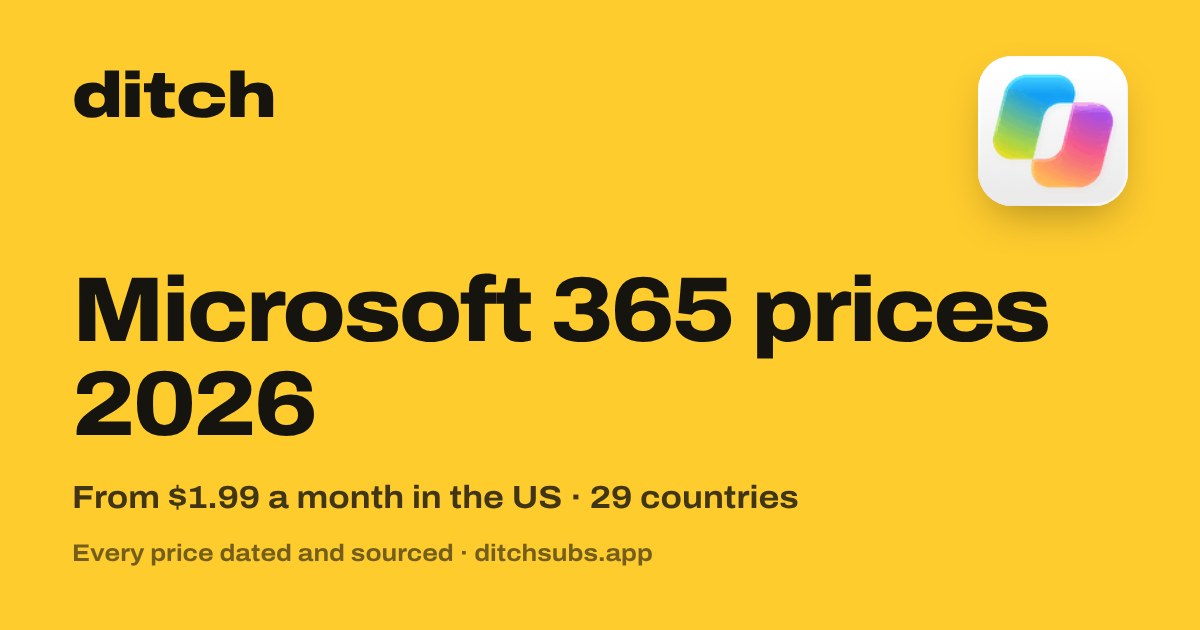 ditch
Microsoft 365 prices
2026
From $1.99 a month in the US · 29 countries
Every price dated and sourced · ditchsubs.app